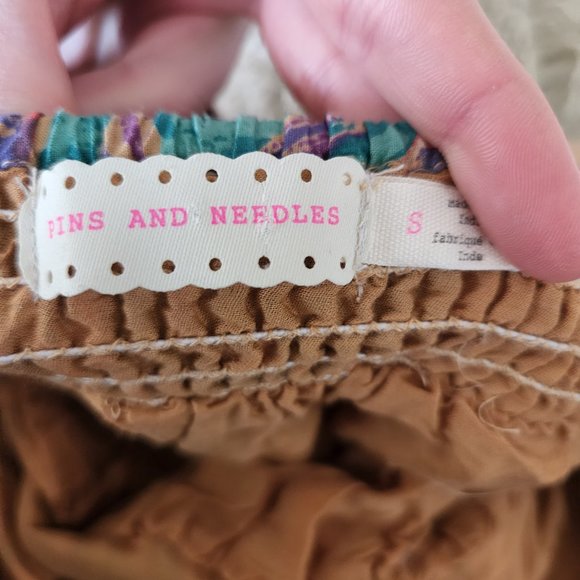 PINS AND NEEDLES
S
fabriqué
Inde